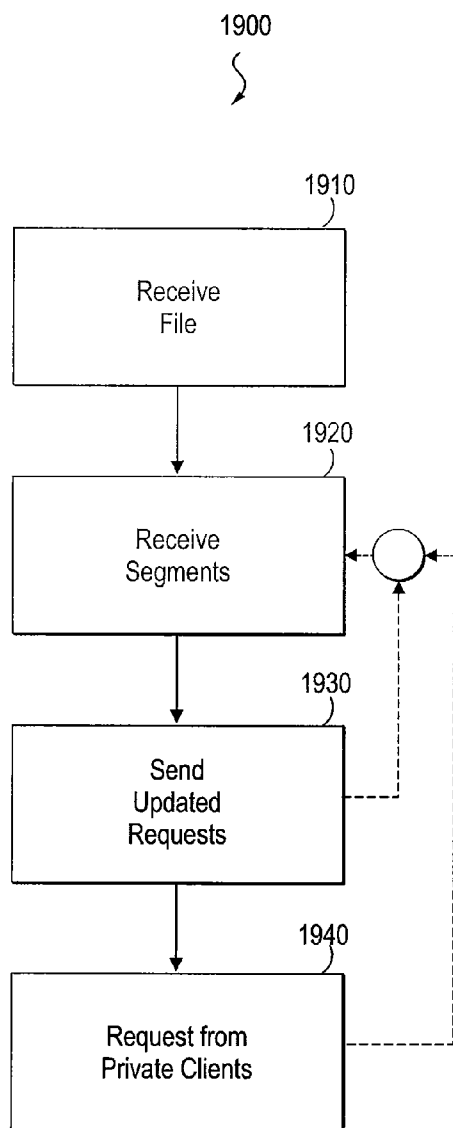 1900
1910
Receive
File
1920
Receive
Segments
1930
Send
Updated
Requests
1940
Request from
Private Clients